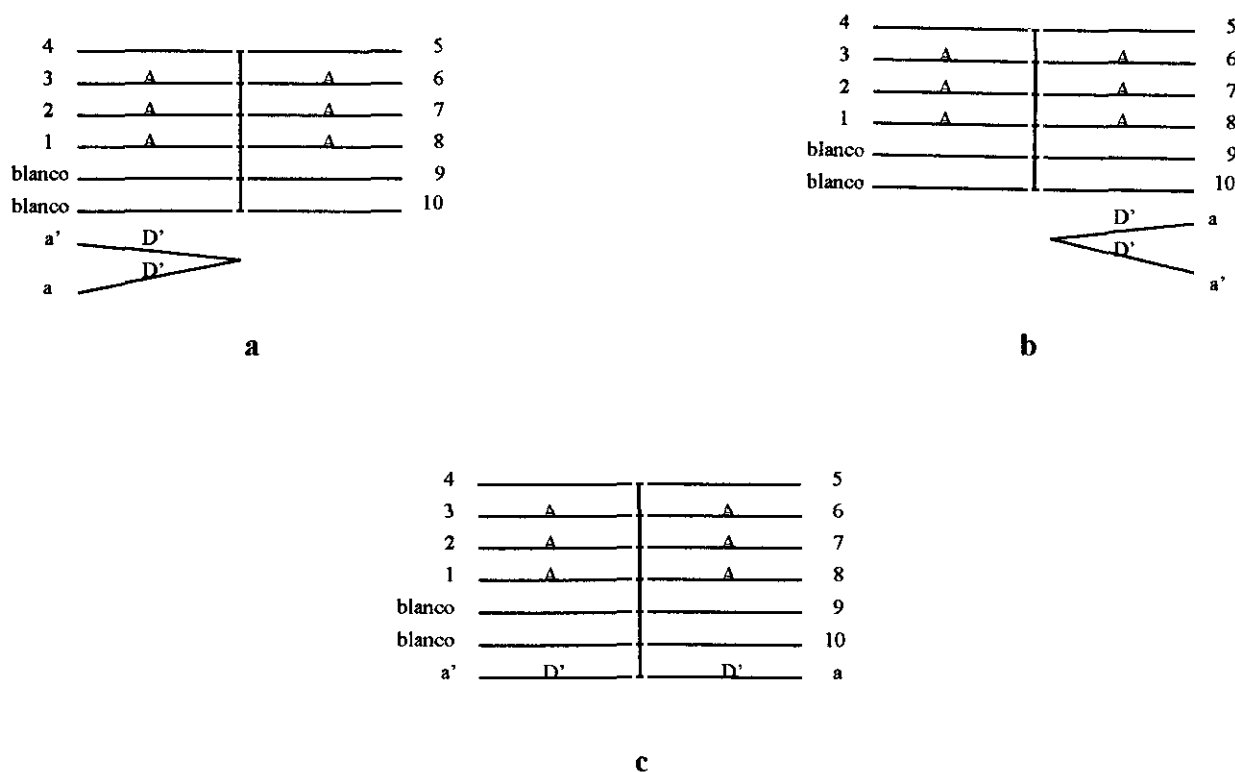 4 5
3 A A 6
2 A A 7
1 A A 8
blanco 9
blanco 10
a' D'
a D'
a
4 5
3 A A 6
2 A A 7
1 A A 8
blanco 9
blanco 10
D' a
D' a'
b
4 5
3 A A 6
2 A A 7
1 A A 8
blanco 9
blanco 10
a' D' D' a
c